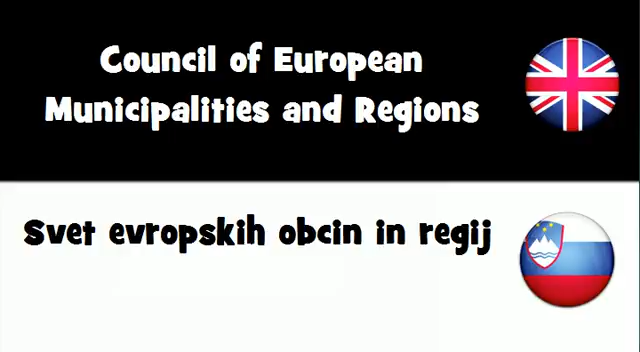 Council of European
Municipalities and Regions
Svet evropskih obcin in regij